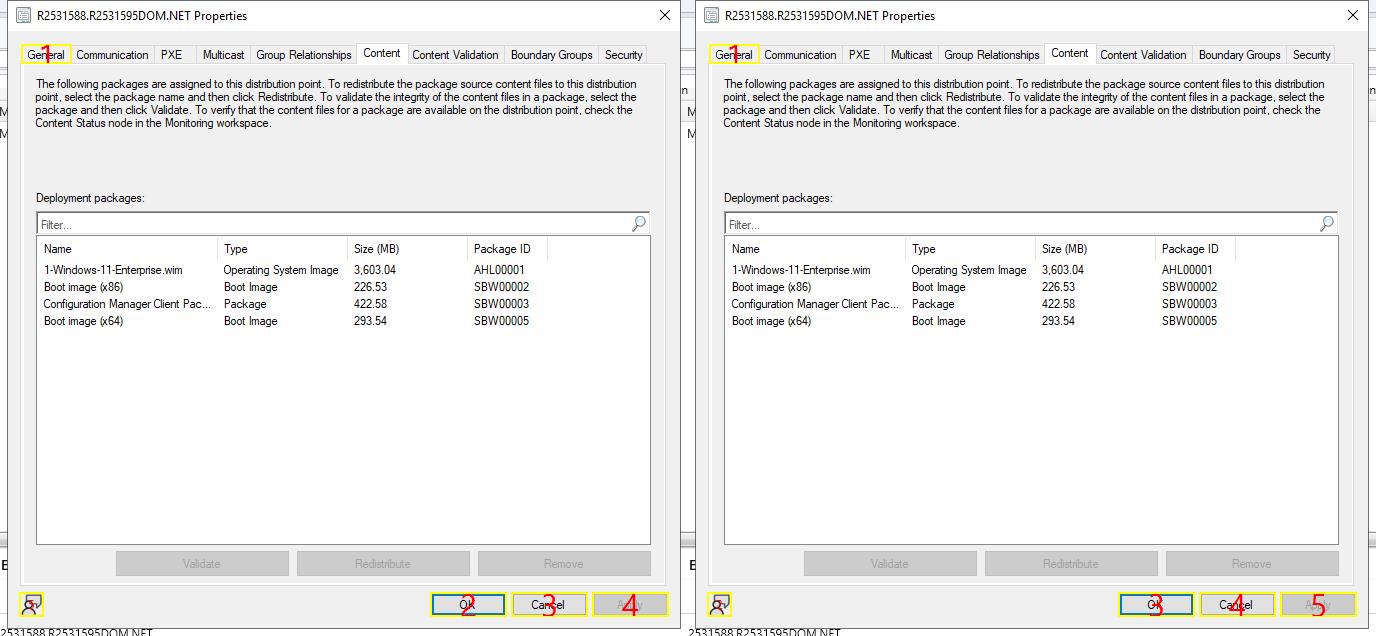 R2531588.R2531595DOM.NET Properties
General Communication PXE Multicast Group Relationships Content Content Validation Boundary Groups Security
1
The following packages are assigned to this distribution point. To redistribute the package source content files to this distribution
point, select the package name and then click Redistribute. To validate the integrity of the content files in a package, select the
package and then click Validate. To verify that the content files for a package are available on the distribution point, check the
Content Status node in the Monitoring workspace.
Deployment packages:
Filter...
Name Type Size (MB) Package ID
1-Windows-11-Enterprise.wim Operating System Image 3,603.04 AHL00001
Boot image (x86) Boot Image 226.53 SBW00002
Configuration Manager Client Pac... Package 422.58 SBW00003
Boot image (x64) Boot Image 293.54 SBW00005
Validate Redistribute Remove
OK Cancel Apply
2 3 4
2531588.R2531595DOM.NET
R2531588.R2531595DOM.NET Properties
General Communication PXE Multicast Group Relationships Content Content Validation Boundary Groups Security
1
The following packages are assigned to this distribution point. To redistribute the package source content files to this distribution
point, select the package name and then click Redistribute. To validate the integrity of the content files in a package, select the
package and then click Validate. To verify that the content files for a package are available on the distribution point, check the
Content Status node in the Monitoring workspace.
Deployment packages:
Filter...
Name Type Size (MB) Package ID
1-Windows-11-Enterprise.wim Operating System Image 3,603.04 AHL00001
Boot image (x86) Boot Image 226.53 SBW00002
Configuration Manager Client Pac... Package 422.58 SBW00003
Boot image (x64) Boot Image 293.54 SBW00005
Validate Redistribute Remove
OK Cancel Apply
3 4 5
2531588.R2531595DOM.NET